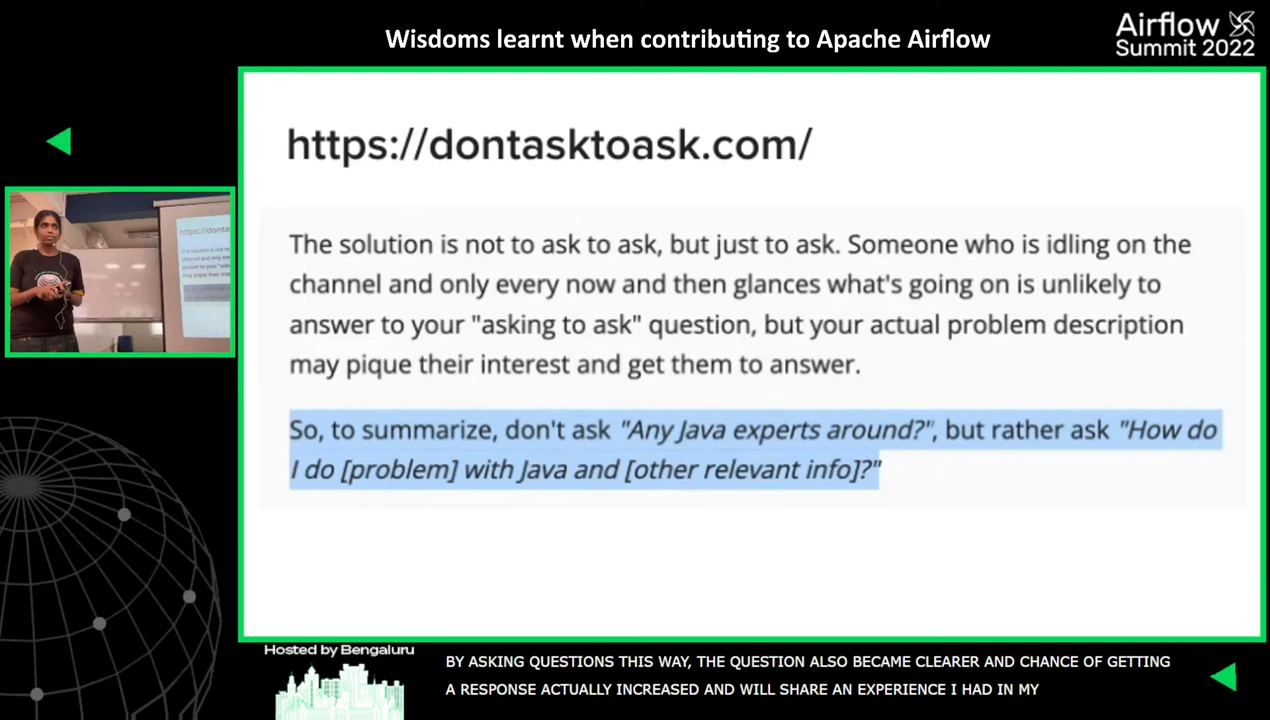 Wisdoms learnt when contributing to Apache Airflow
Airflow
Summit 2022
https://dontasktoask.com/
The solution is not to ask to ask, but just to ask. Someone who is idling on the
channel and only every now and then glances what's going on is unlikely to
answer to your "asking to ask" question, but your actual problem description
may pique their interest and get them to answer.
So, to summarize, don't ask "Any Java experts around?", but rather ask "How do
I do [problem] with Java and [other relevant info]?"
Hosted by Bengaluru
BY ASKING QUESTIONS THIS WAY, THE QUESTION ALSO BECAME CLEARER AND CHANCE OF GETTING
A RESPONSE ACTUALLY INCREASED AND WILL SHARE AN EXPERIENCE I HAD IN MY